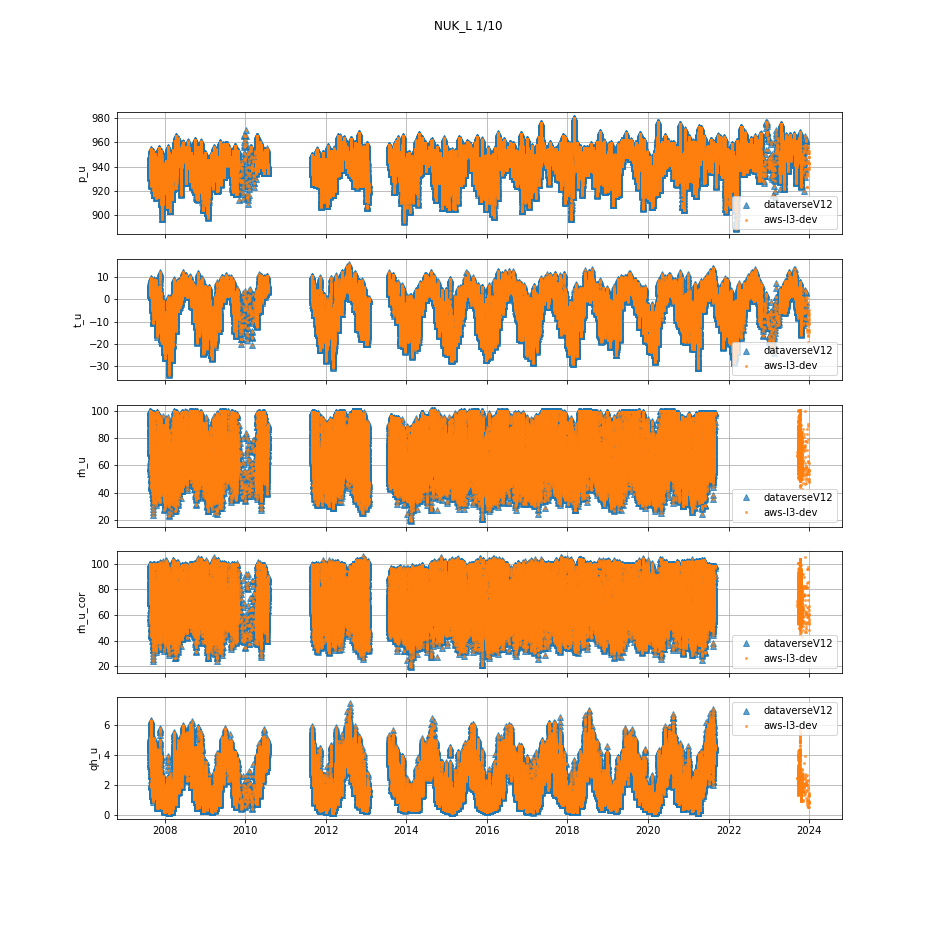 NUK_L 1/10
980
960
940
920
900
p_u
dataverseV12
aws-l3-dev
10
0
−10
−20
−30
t_u
dataverseV12
aws-l3-dev
100
80
60
40
20
rh_u
dataverseV12
aws-l3-dev
100
80
60
40
20
rh_u_cor
dataverseV12
aws-l3-dev
6
4
2
0
qh_u
dataverseV12
aws-l3-dev
2008 2010 2012 2014 2016 2018 2020 2022 2024